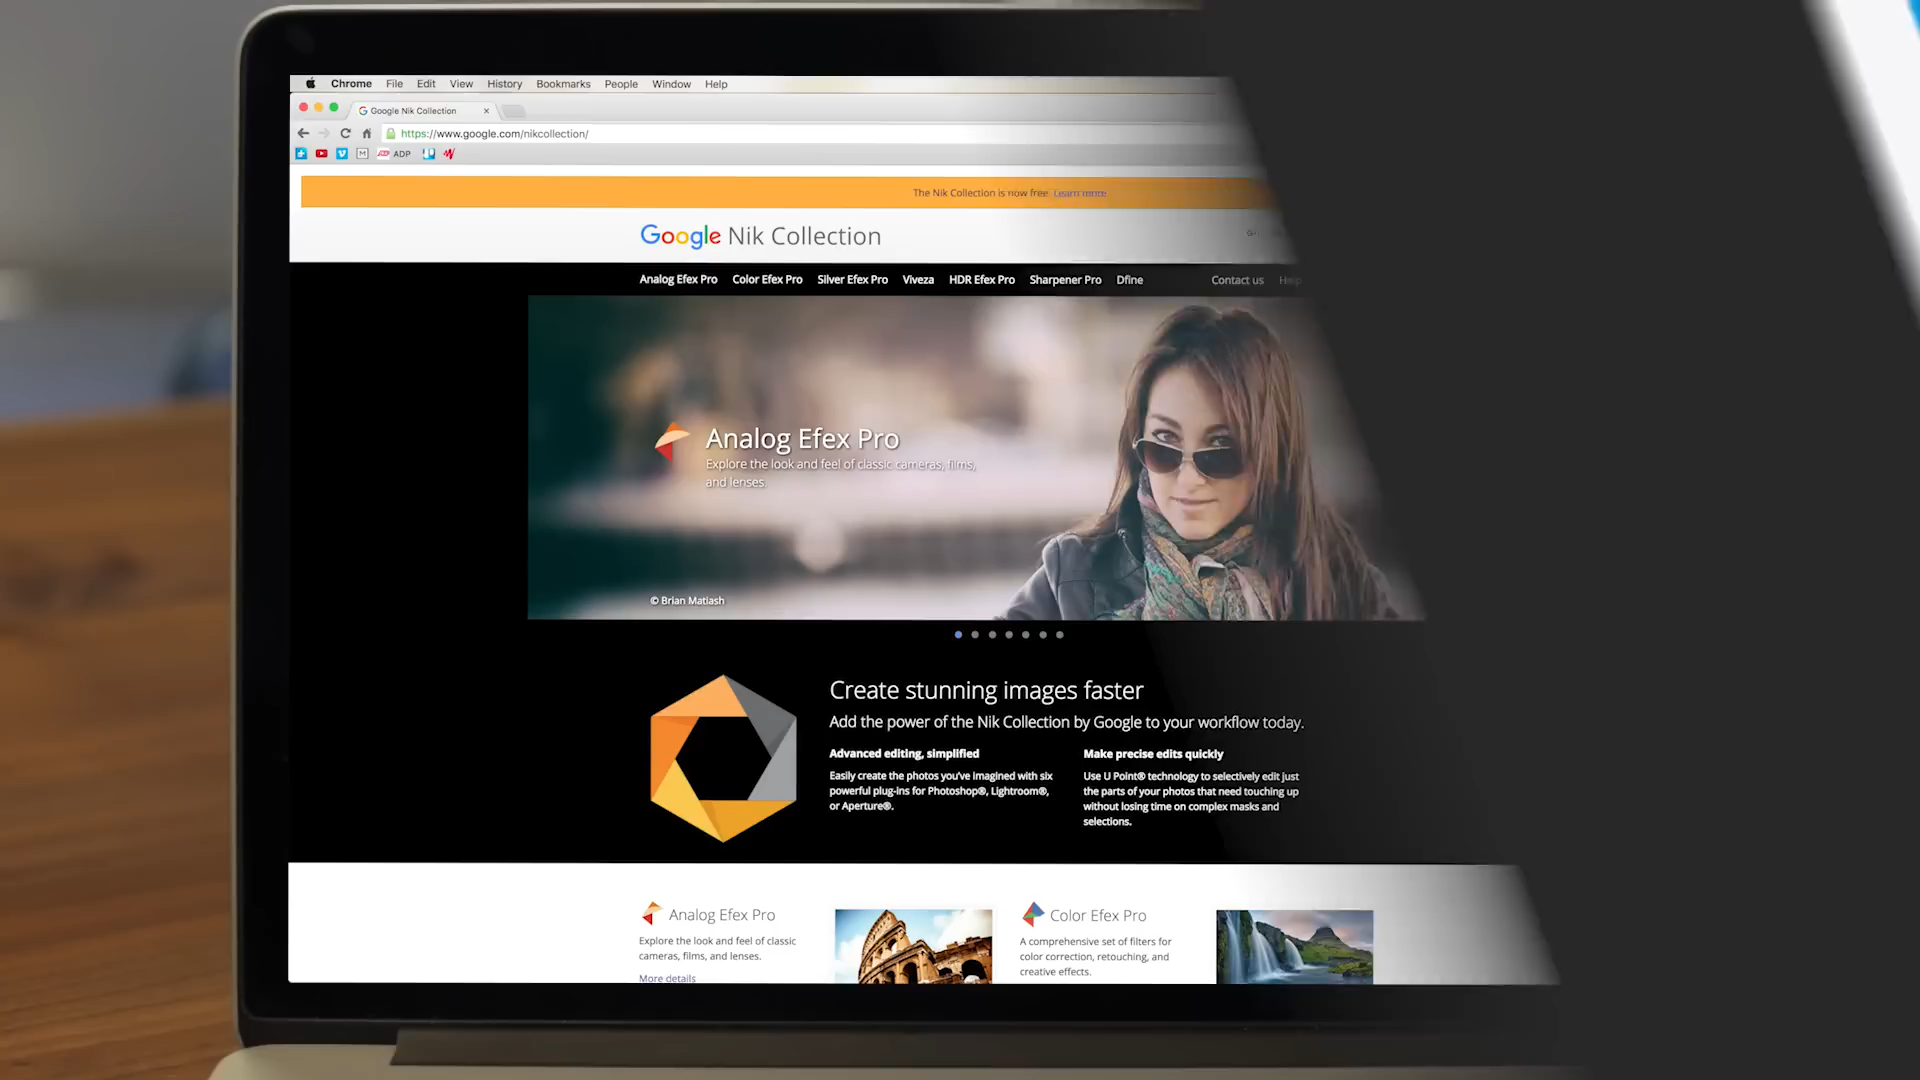 Chrome File Edit View History Bookmarks People Window Help
Google Nik Collection
https://www.google.com/nikcollection/
M ADP
The Nik Collection is now free. Learn more
Google Nik Collection
Analog Efex Pro Color Efex Pro Silver Efex Pro Viveza HDR Efex Pro Sharpener Pro Dfine Contact us Help
Analog Efex Pro
Explore the look and feel of classic cameras, films,
and lenses.
© Brian Matiash
Create stunning images faster
Add the power of the Nik Collection by Google to your workflow today.
Advanced editing, simplified
Easily create the photos you've imagined with six
powerful plug-ins for Photoshop®, Lightroom®,
or Aperture®.
Make precise edits quickly
Use U Point® technology to selectively edit just
the parts of your photos that need touching up
without losing time on complex masks and
selections.
Analog Efex Pro
Explore the look and feel of classic
cameras, films, and lenses.
More details
Color Efex Pro
A comprehensive set of filters for
color correction, retouching, and
creative effects.